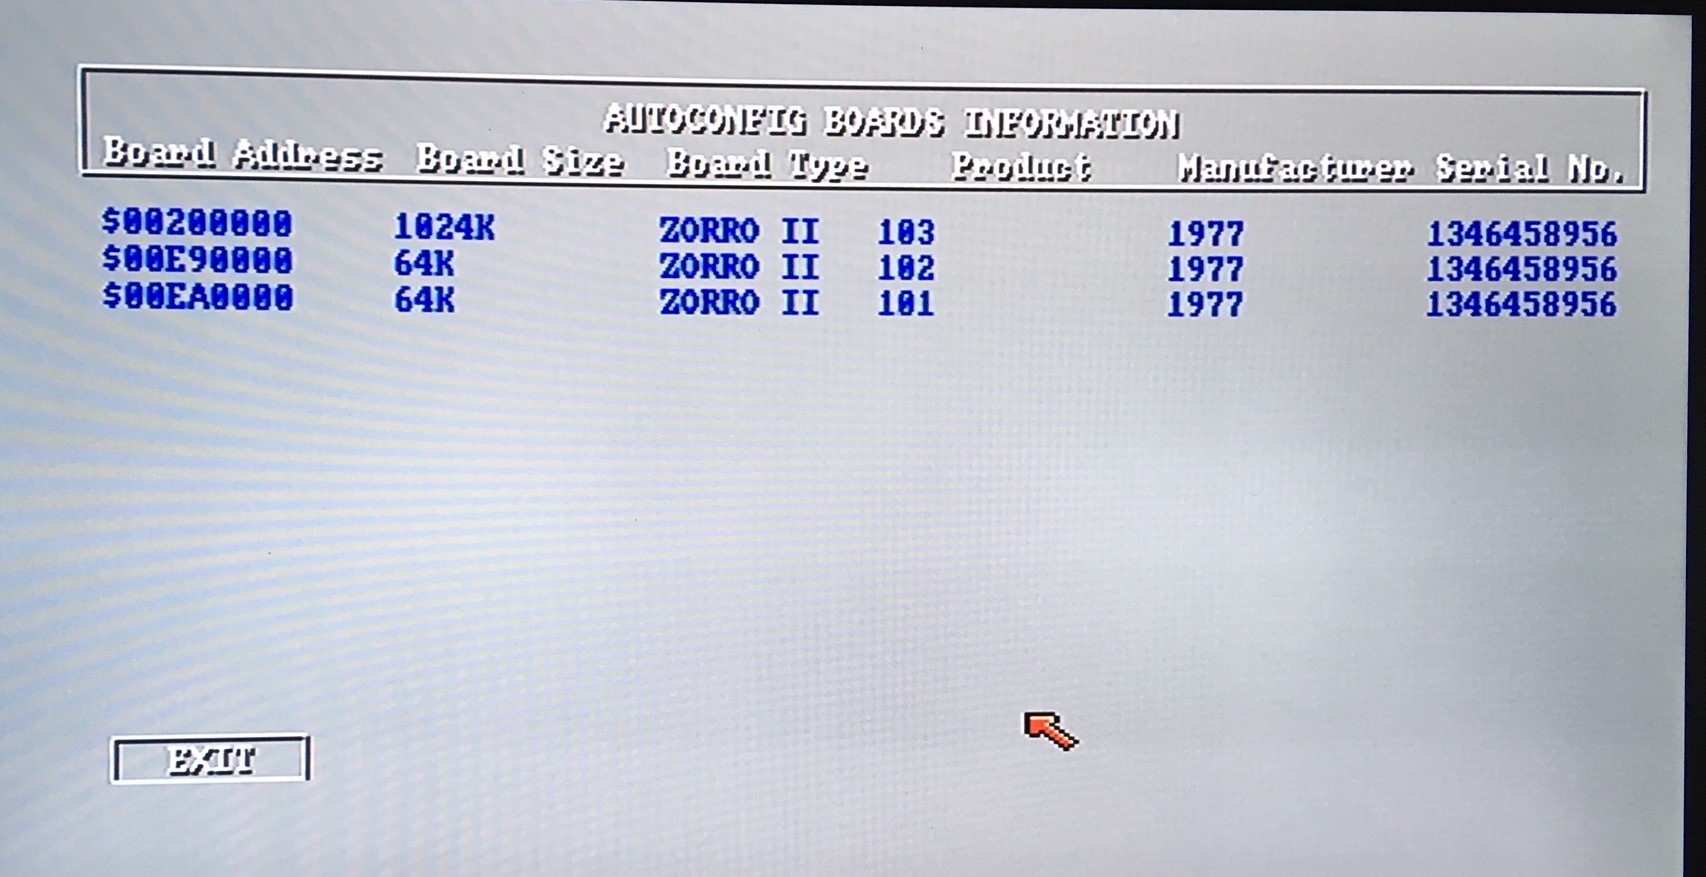 AUTOCONFIG BOARDS INFORMATION
Board Address Board Size Board Type Product Manufacturer Serial No.
$00200000 1024K ZORRO II 103 1977 1346458956
$00E90000 64K ZORRO II 102 1977 1346458956
$00EA0000 64K ZORRO II 101 1977 1346458956
EXIT